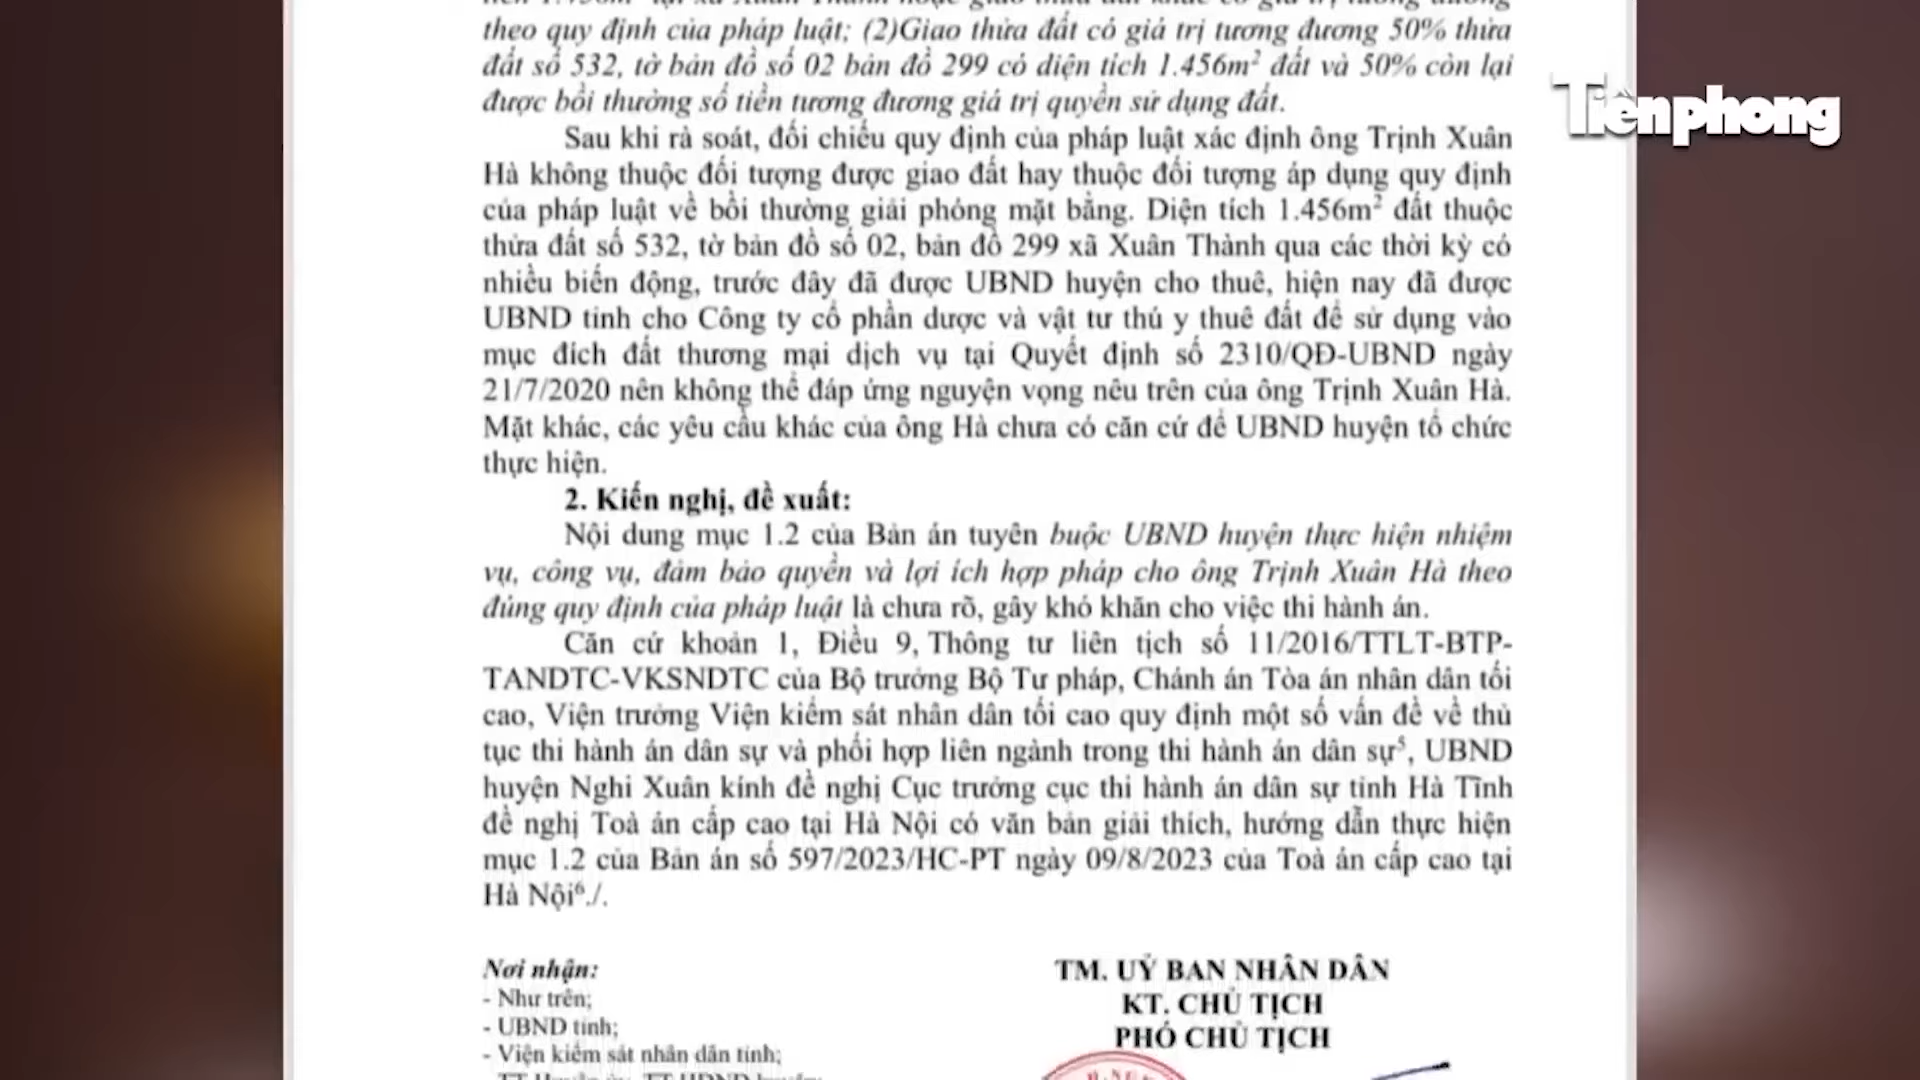 theo quy định của pháp luật; (2)Giao thửa đất có giá trị tương đương 50% thửa
đất số 532, tờ bản đồ số 02 bản đồ 299 có diện tích 1.456m² đất và 50% còn lại
được bồi thường số tiền tương đương giá trị quyền sử dụng đất.
Tiền phong
Sau khi rà soát, đối chiếu quy định của pháp luật xác định ông Trịnh Xuân
Hà không thuộc đối tượng được giao đất hay thuộc đối tượng áp dụng quy định
của pháp luật về bồi thường giải phóng mặt bằng. Diện tích 1.456m² đất thuộc
thửa đất số 532, tờ bản đồ số 02, bản đồ 299 xã Xuân Thành qua các thời kỳ có
nhiều biến động, trước đây đã được UBND huyện cho thuê, hiện nay đã được
UBND tỉnh cho Công ty cổ phần dược và vật tư thú y thuê đất để sử dụng vào
mục đích đất thương mại dịch vụ tại Quyết định số 2310/QĐ-UBND ngày
21/7/2020 nên không thể đáp ứng nguyện vọng nêu trên của ông Trịnh Xuân Hà.
Mặt khác, các yêu cầu khác của ông Hà chưa có căn cứ để UBND huyện tổ chức
thực hiện.
2. Kiến nghị, đề xuất:
Nội dung mục 1.2 của Bản án tuyên buộc UBND huyện thực hiện nhiệm
vụ, công vụ, đảm bảo quyền và lợi ích hợp pháp cho ông Trịnh Xuân Hà theo
đúng quy định của pháp luật là chưa rõ, gây khó khăn cho việc thi hành án.
Căn cứ khoản 1, Điều 9, Thông tư liên tịch số 11/2016/TTLT-BTP-
TANDTC-VKSNDTC của Bộ trưởng Bộ Tư pháp, Chánh án Tòa án nhân dân tối
cao, Viện trưởng Viện kiểm sát nhân dân tối cao quy định một số vấn đề về thủ
tục thi hành án dân sự và phối hợp liên ngành trong thi hành án dân sự⁵, UBND
huyện Nghi Xuân kính đề nghị Cục trưởng cục thi hành án dân sự tỉnh Hà Tĩnh
đề nghị Toà án cấp cao tại Hà Nội có văn bản giải thích, hướng dẫn thực hiện
mục 1.2 của Bản án số 597/2023/HC-PT ngày 09/8/2023 của Toà án cấp cao tại
Hà Nội⁶./.
Nơi nhận:
- Như trên;
- UBND tỉnh;
- Viện kiểm sát nhân dân tỉnh;
TM. UỶ BAN NHÂN DÂN
KT. CHỦ TỊCH
PHÓ CHỦ TỊCH